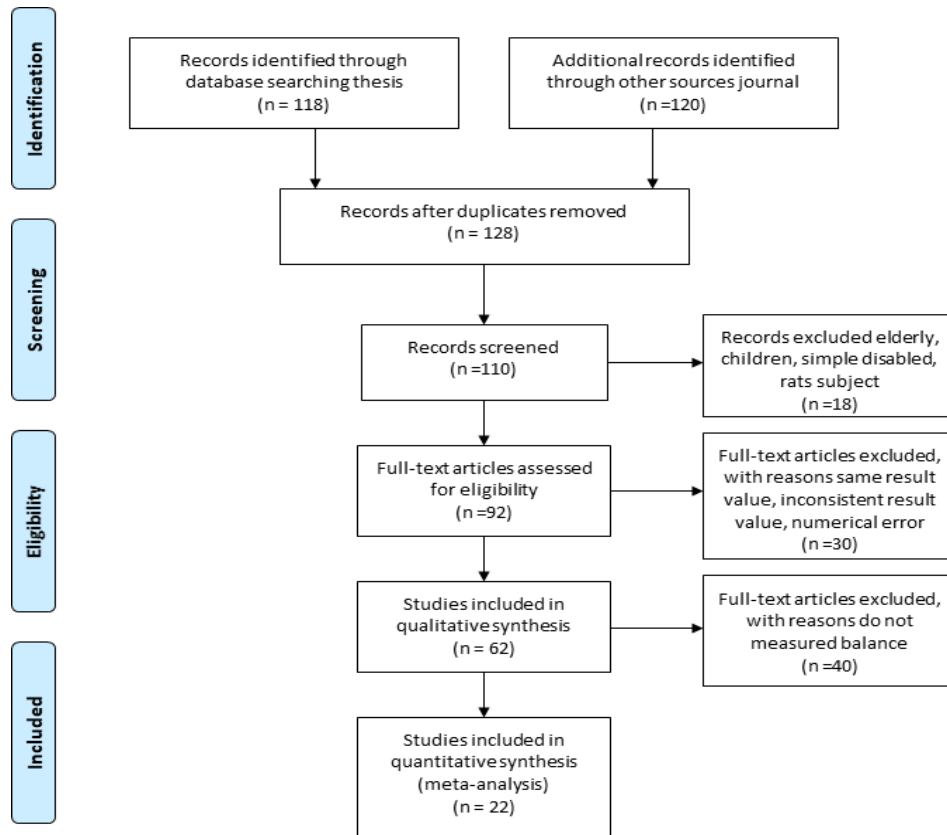 Identification
Records identified through
database searching thesis
(n = 118)
Additional records identified
through other sources journal
(n =120)
Records after duplicates removed
(n = 128)
Screening
Records screened
(n =110)
Records excluded elderly,
children, simple disabled,
rats subject
(n =18)
Eligibility
Full-text articles assessed
for eligibility
(n =92)
Full-text articles excluded,
with reasons same result
value, inconsistent result
value, numerical error
(n =30)
Studies included in
qualitative synthesis
(n = 62)
Full-text articles excluded,
with reasons do not
measured balance
(n =40)
Included
Studies included in
quantitative synthesis
(meta-analysis)
(n = 22)